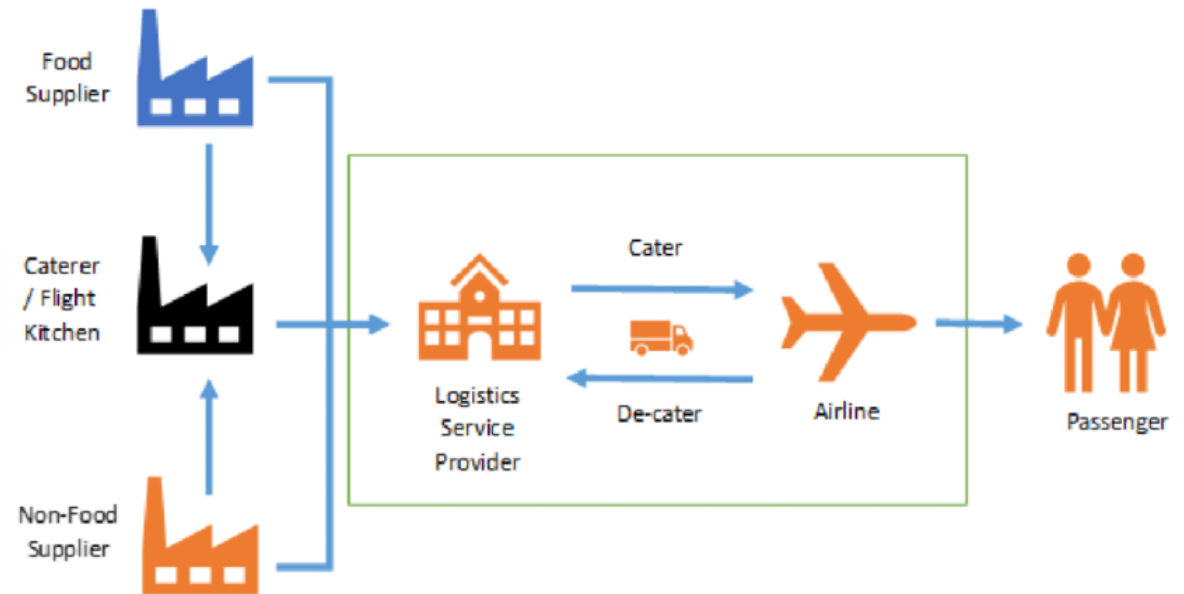 Food
Supplier
Caterer
/ Flight
Kitchen
Non-Food
Supplier
Cater
Logistics
Service
Provider
De-cater
Airline
Passenger